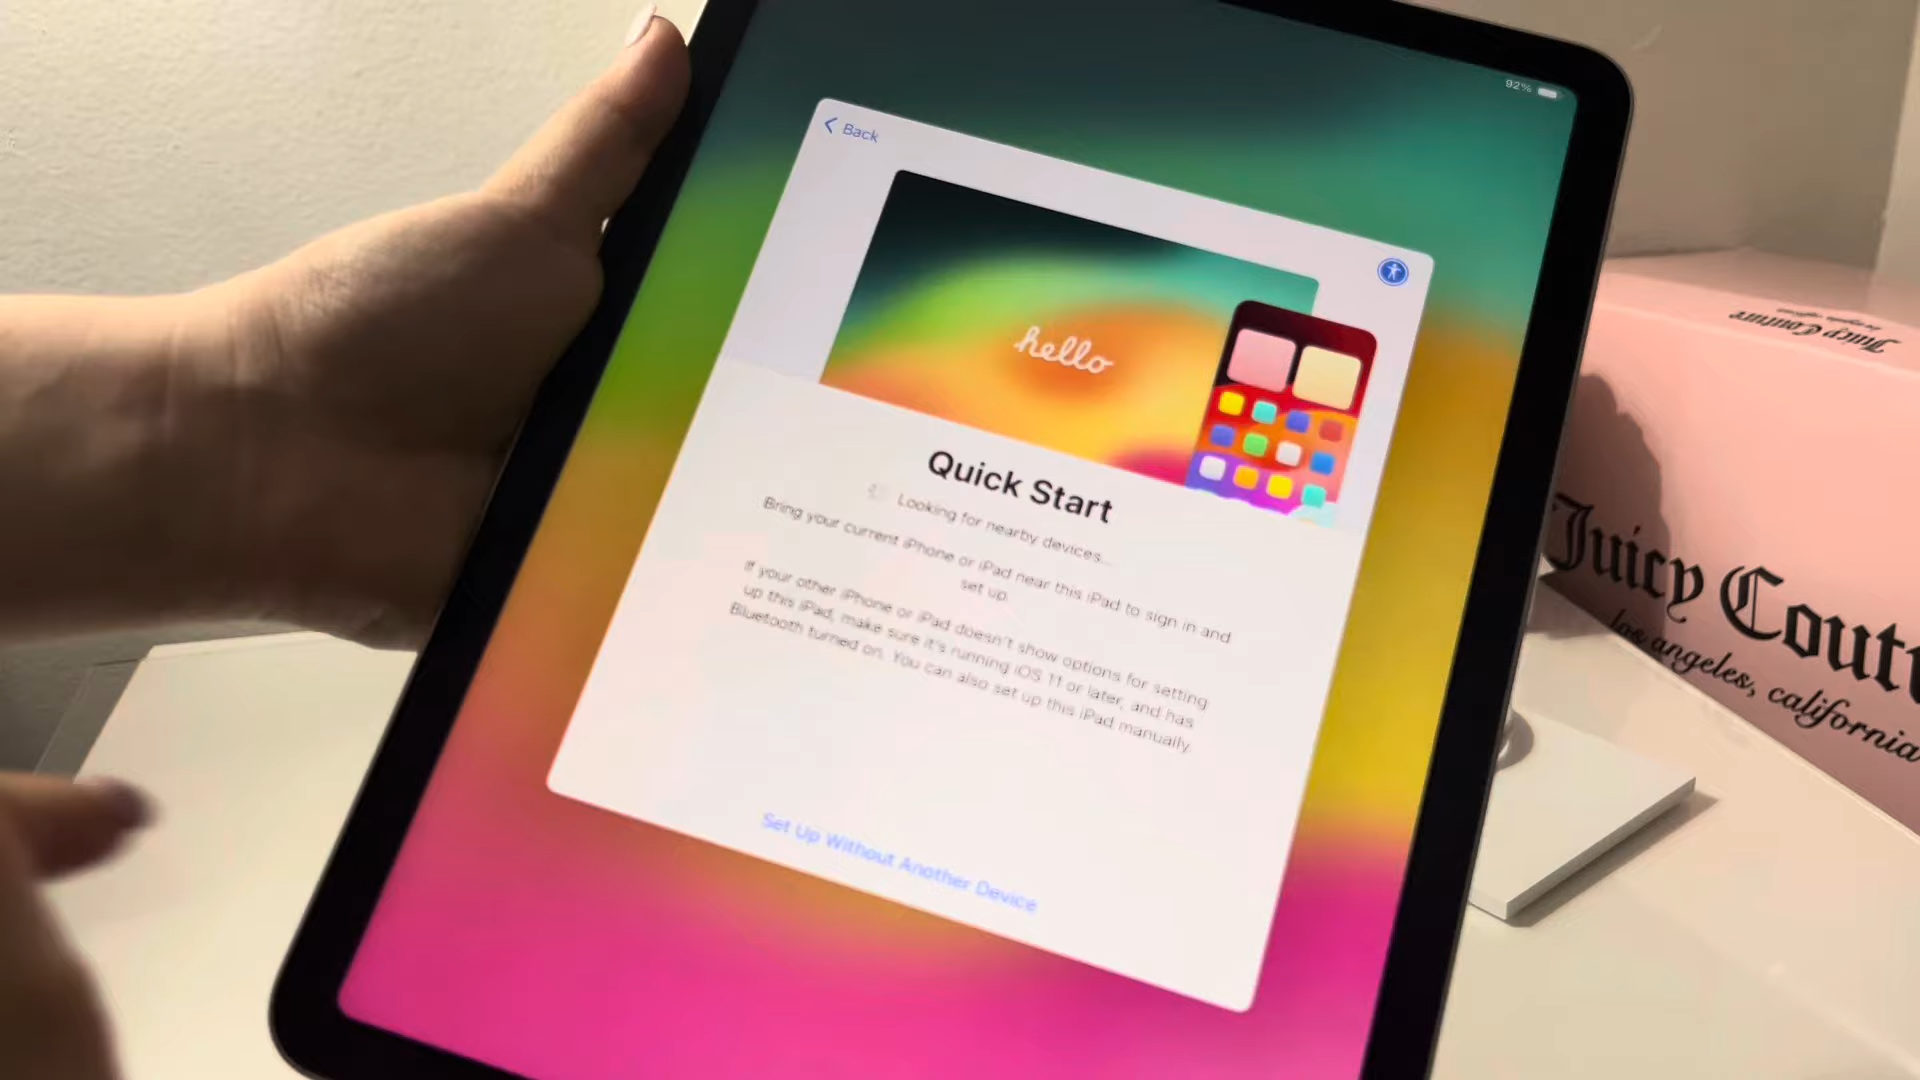 92%
Back
hello
Quick Start
Looking for nearby devices...
Bring your current iPhone or iPad near this iPad to sign in and
set up.
If your other iPhone or iPad doesn't show options for setting
up this iPad, make sure it's running iOS 11 or later, and has
Bluetooth turned on. You can also set up this iPad manually.
Set Up Without Another Device
Juicy Couture
Juicy Coutu
los angeles, california